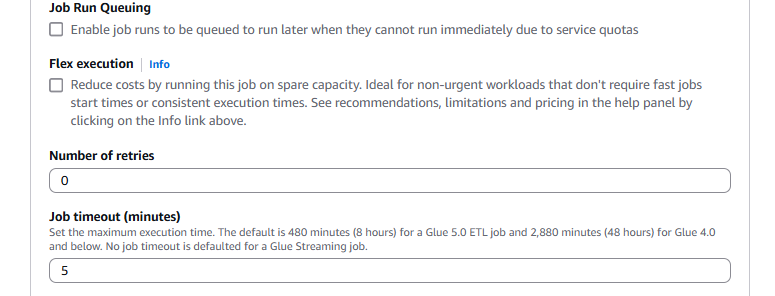 Job Run Queuing
Enable job runs to be queued to run later when they cannot run immediately due to service quotas
Flex execution | Info
Reduce costs by running this job on spare capacity. Ideal for non-urgent workloads that don't require fast jobs
start times or consistent execution times. See recommendations, limitations and pricing in the help panel by
clicking on the Info link above.
Number of retries
0
Job timeout (minutes)
Set the maximum execution time. The default is 480 minutes (8 hours) for a Glue 5.0 ETL job and 2,880 minutes (48 hours) for Glue 4.0
and below. No job timeout is defaulted for a Glue Streaming job.
5